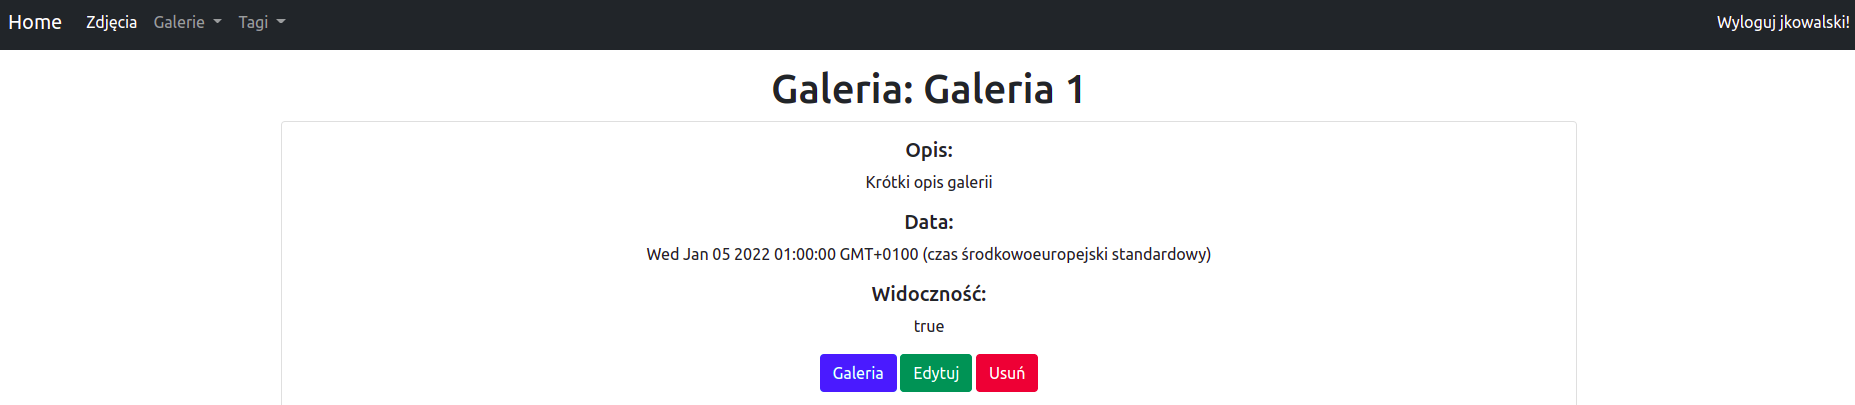 Home Zdjęcia Galerie Tagi Wyloguj jkowalski!
Galeria: Galeria 1
Opis:
Krótki opis galerii
Data:
Wed Jan 05 2022 01:00:00 GMT+0100 (czas środkowoeuropejski standardowy)
Widoczność:
true
Galeria Edytuj Usuń